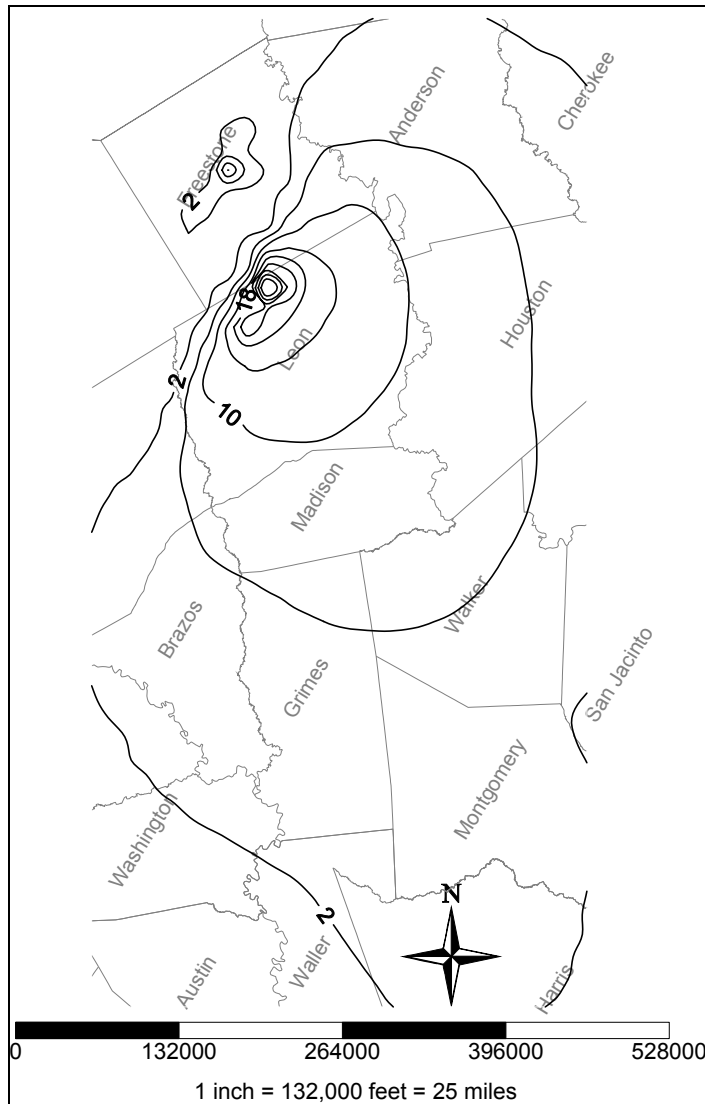 Cherokee
Anderson
Freestone
2
18
Houston
Leon
2
10
Madison
Walker
Brazos
San Jacinto
Grimes
Montgomery
Washington
N
2
Waller
Austin
Harris
0 132000 264000 396000 528000
1 inch = 132,000 feet = 25 miles